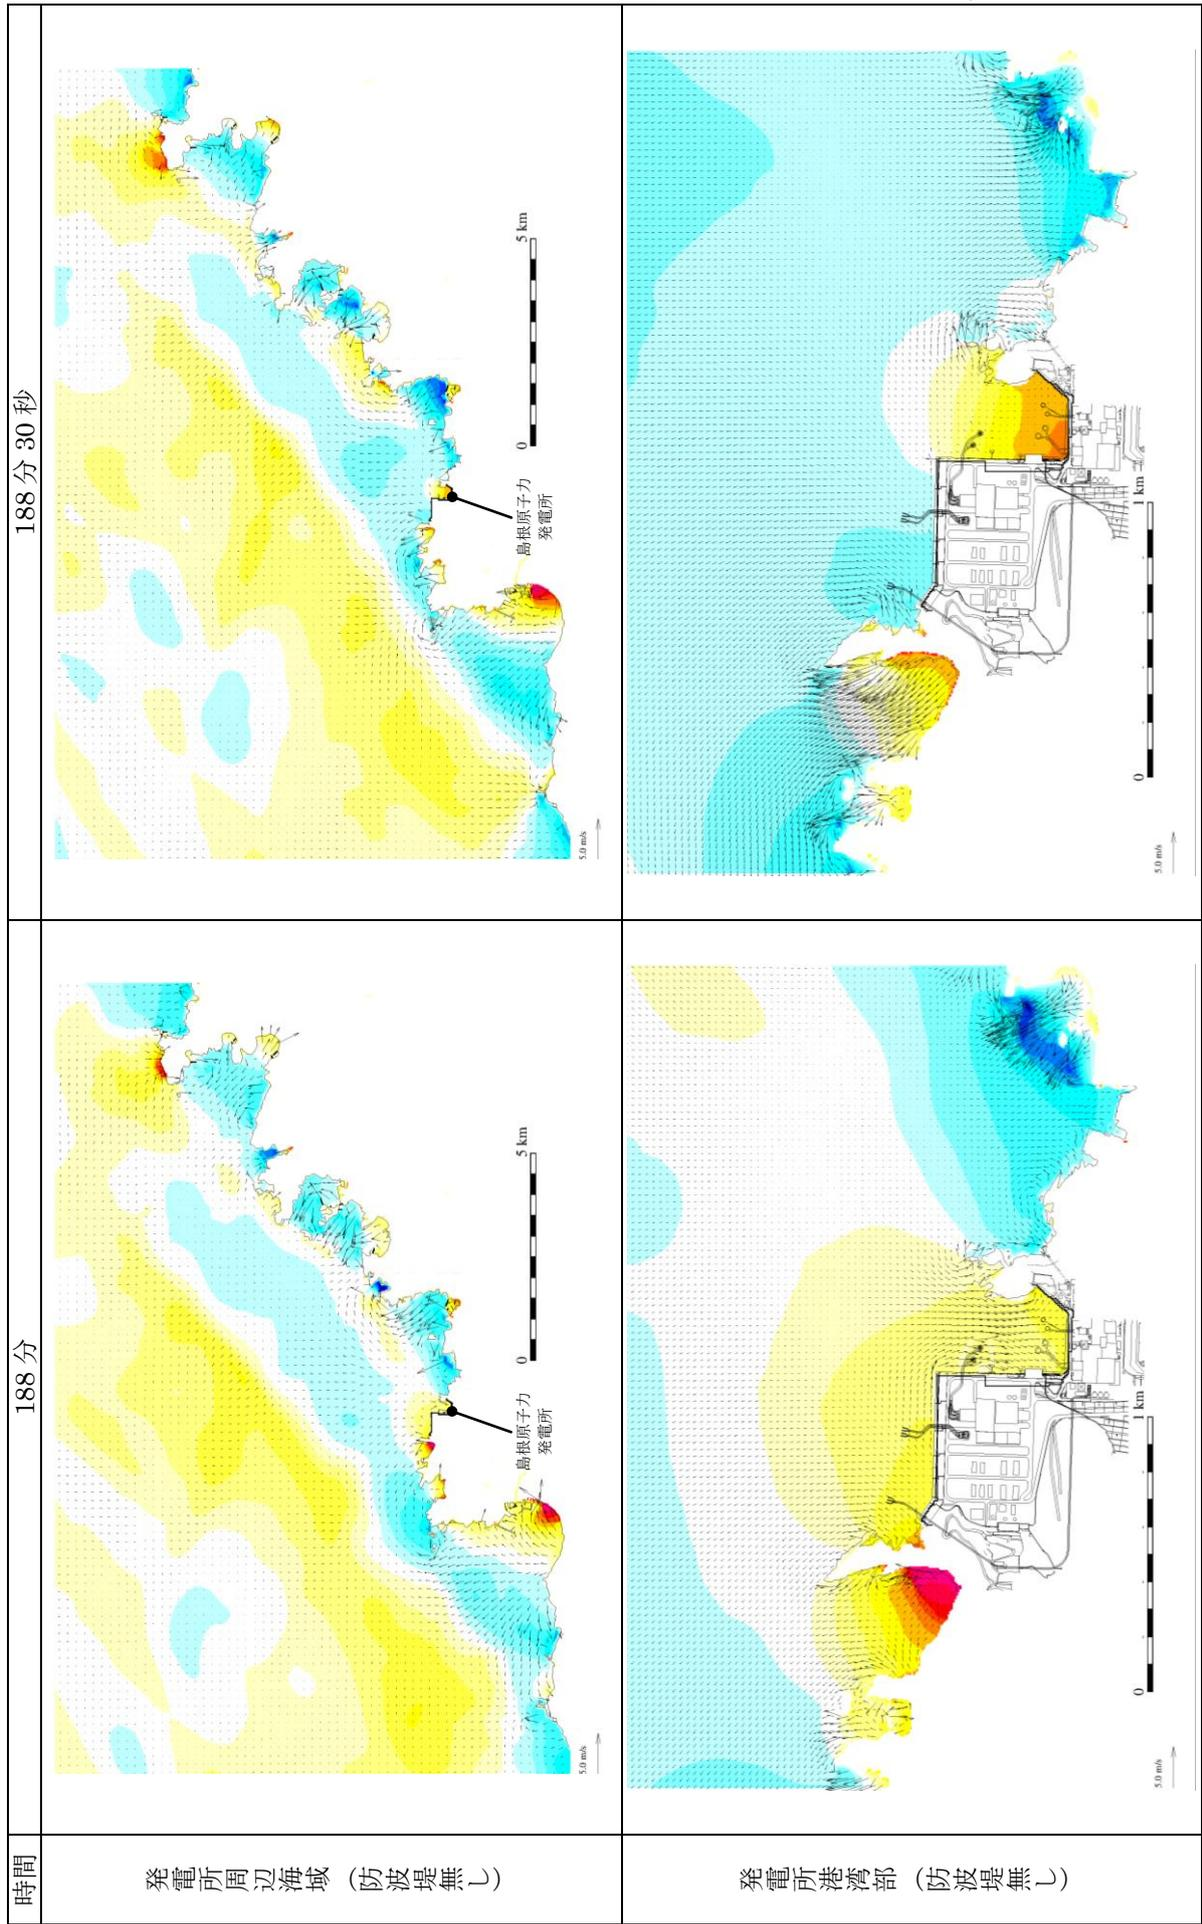 時間
188分
188分30秒
発電所周辺海域（防波堤無し）
5.0 m/s
島根原子力
発電所
0
5 km
5.0 m/s
島根原子力
発電所
0
5 km
発電所港湾部（防波堤無し）
5.0 m/s
0
1 km
5.0 m/s
0
1 km